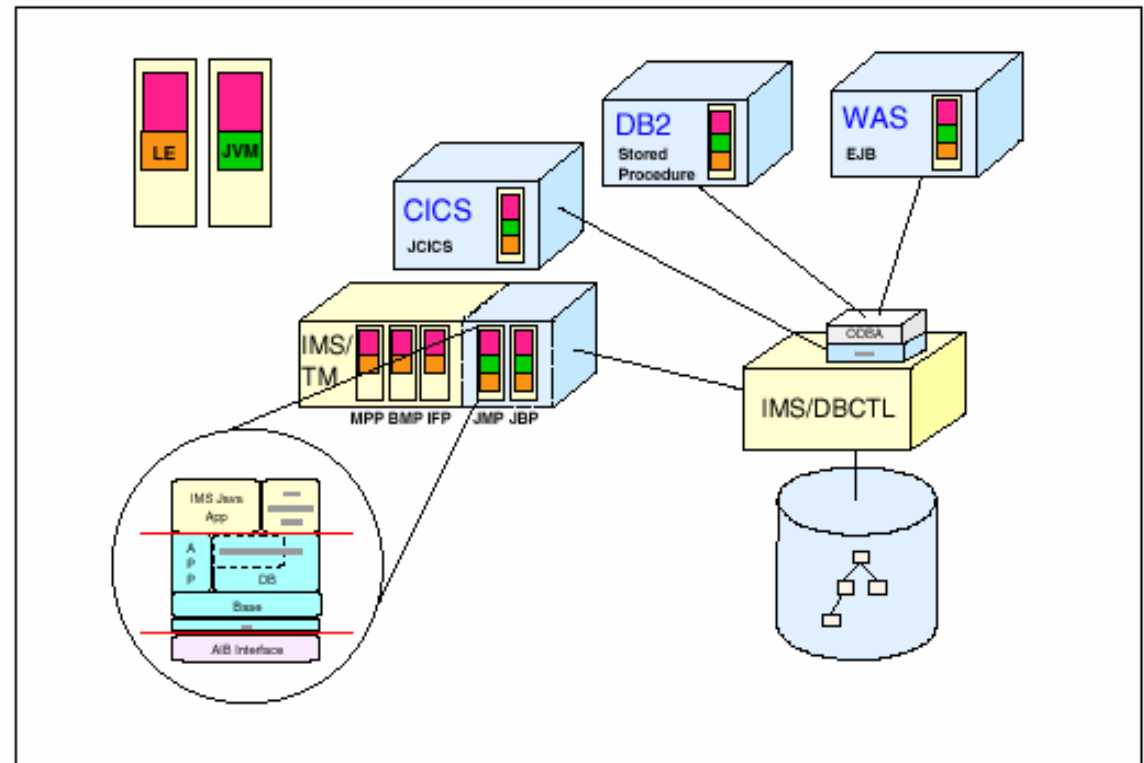 LE
JVM
DB2
Stored
Procedure
WAS
EJB
CICS
JCICS
IMS/
TM
MPP BMP IFP JMP JBP
ODBA
IMS/DBCTL
IMS Java
App
A
P
P
DB
Base
AIB Interface